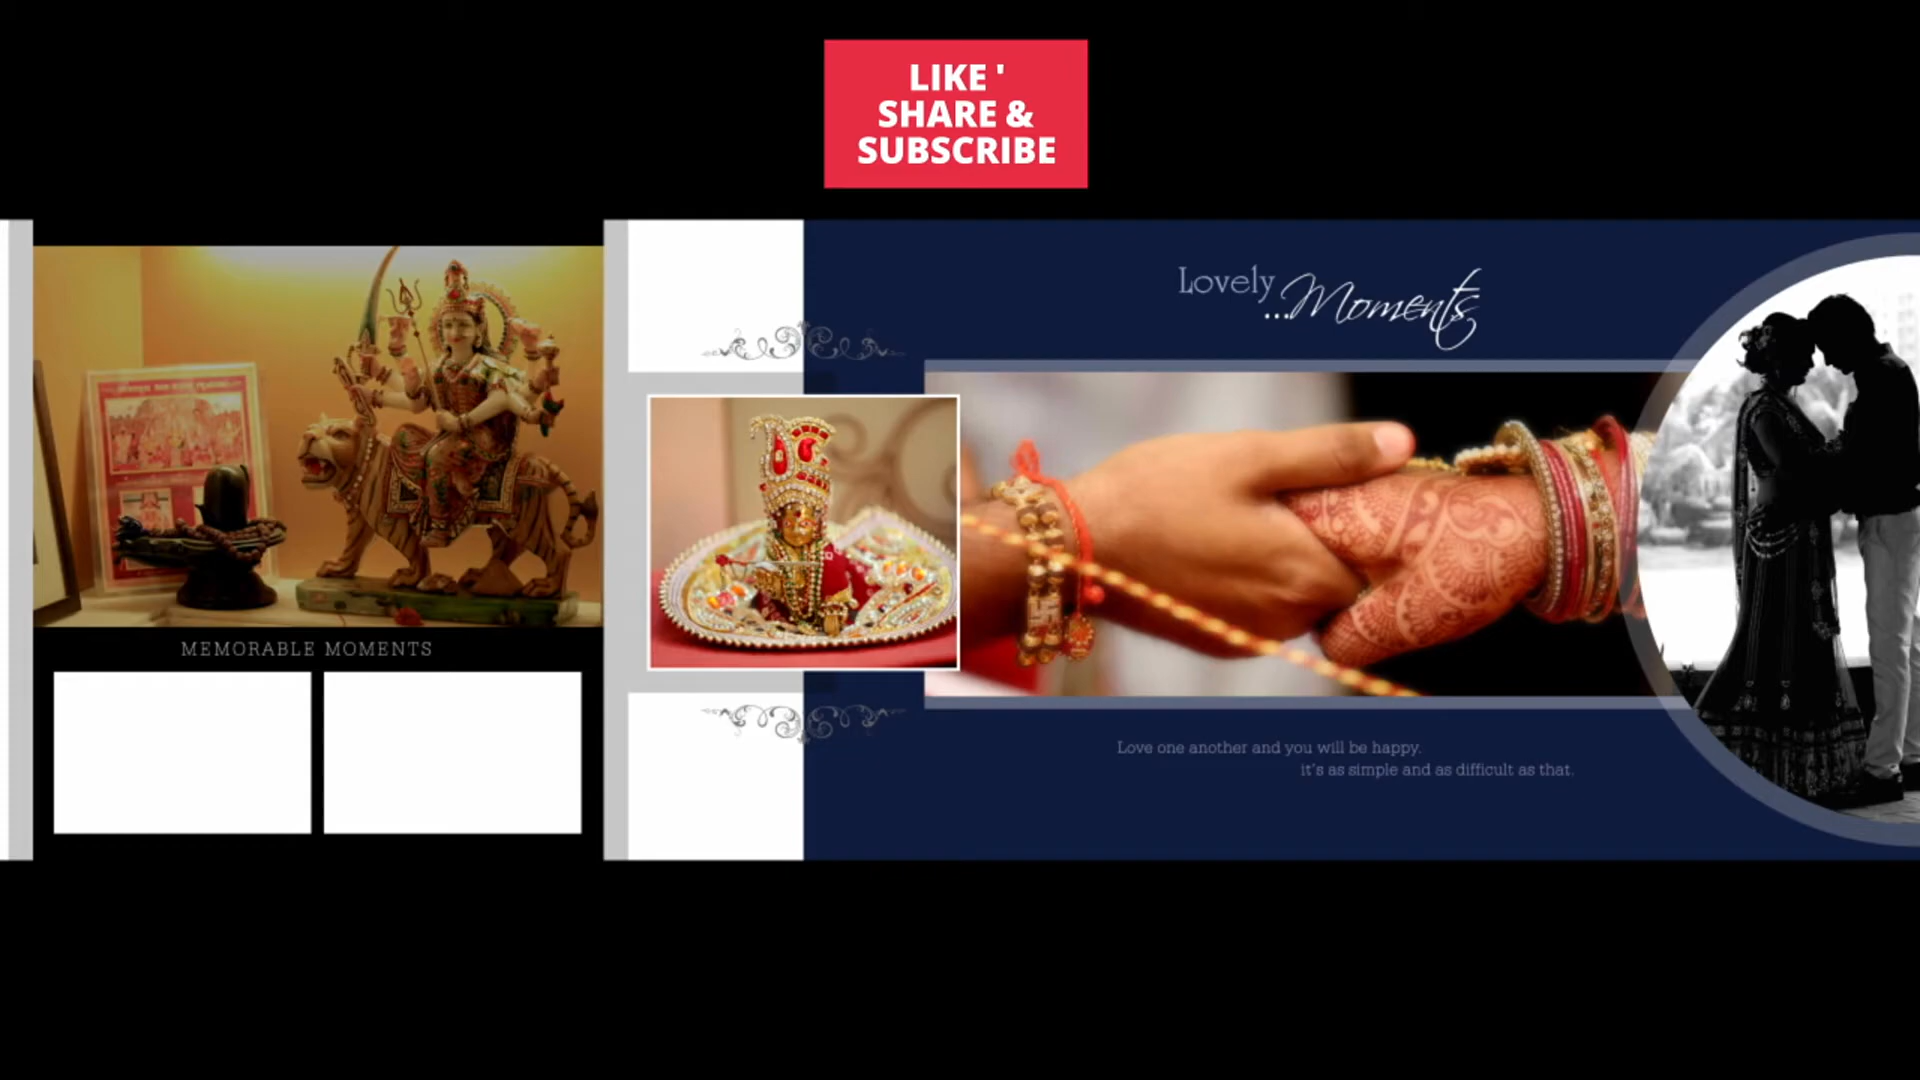 LIKE '
SHARE &
SUBSCRIBE
Lovely
...Moments
MEMORABLE MOMENTS
Love one another and you will be happy.
it's as simple and as difficult as that.